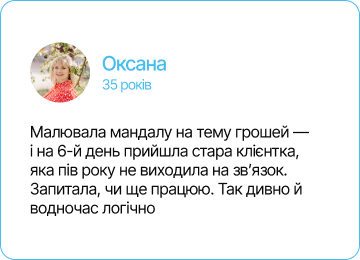 Оксана
35 років
Малювала мандалу на тему грошей —
і на 6-й день прийшла стара клієнтка,
яка пів року не виходила на зв’язок.
Запитала, чи ще працюю. Так дивно й
водночас логічно